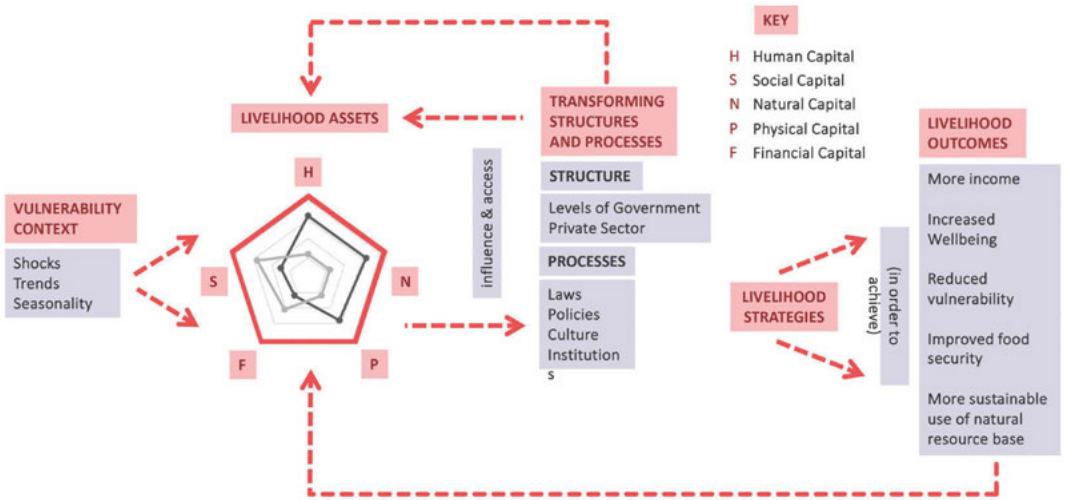 KEY
H Human Capital
S Social Capital
N Natural Capital
P Physical Capital
F Financial Capital
VULNERABILITY
CONTEXT
Shocks
Trends
Seasonality
LIVELIHOOD ASSETS
H
S
N
F
P
influence & access
TRANSFORMING
STRUCTURES
AND PROCESSES
STRUCTURE
Levels of Government
Private Sector
PROCESSES
Laws
Policies
Culture
Institution
s
LIVELIHOOD
STRATEGIES
(in order to
achieve)
LIVELIHOOD
OUTCOMES
More income
Increased
Wellbeing
Reduced
vulnerability
Improved food
security
More sustainable
use of natural
resource base